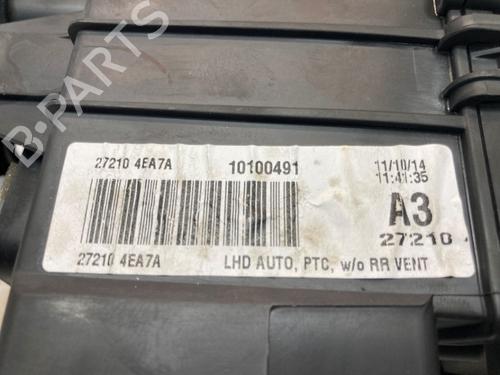 B-PARTS
27210 4EA7A 10100491 11/10/14
11:41:35
A3
27210
27210 4EA7A LHD AUTO, PTC, w/o RR VENT